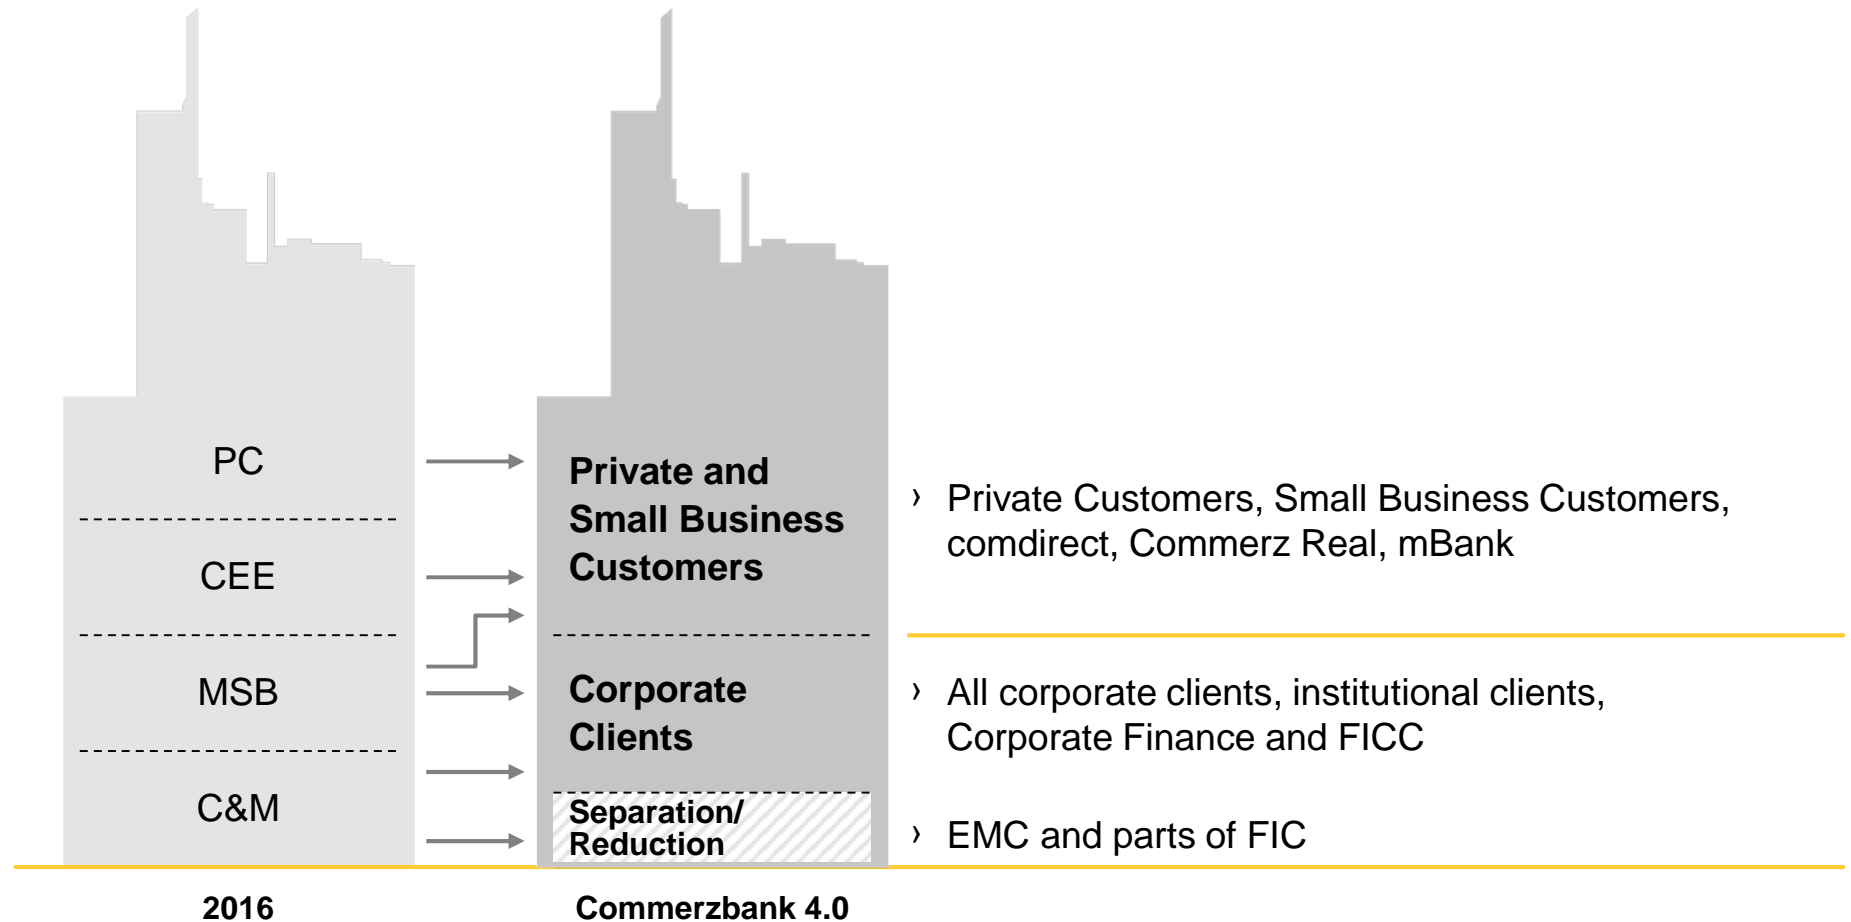 PC
CEE
MSB
C&M
2016
Private and
Small Business
Customers
Corporate
Clients
Separation/
Reduction
Commerzbank 4.0
› Private Customers, Small Business Customers,
comdirect, Commerz Real, mBank
› All corporate clients, institutional clients,
Corporate Finance and FICC
› EMC and parts of FIC